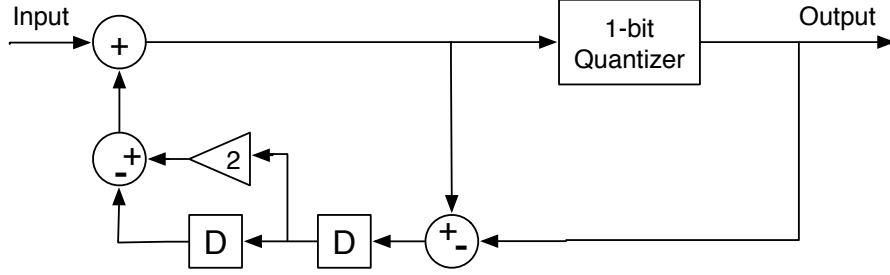 Input
Output
+
1-bit
Quantizer
+
-
2
D
D
+
-